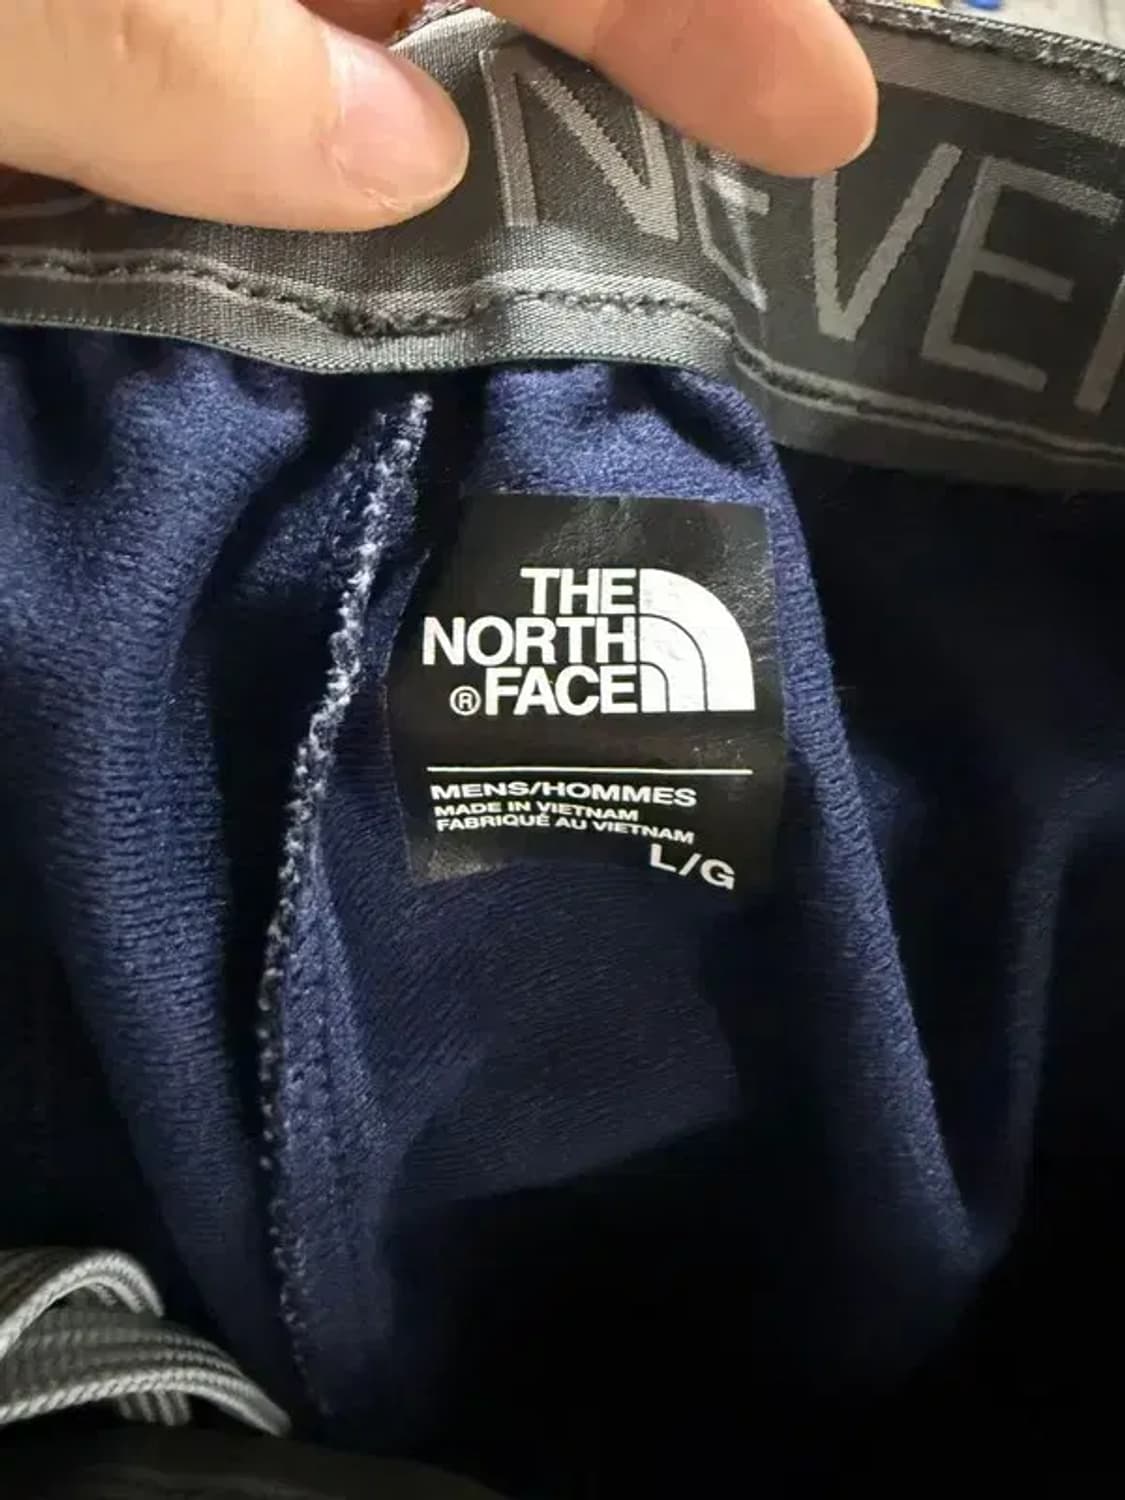 NEVE
THE
NORTH
® FACE
MENS/HOMMES
MADE IN VIETNAM
FABRIQUÉ AU VIETNAM
L/G